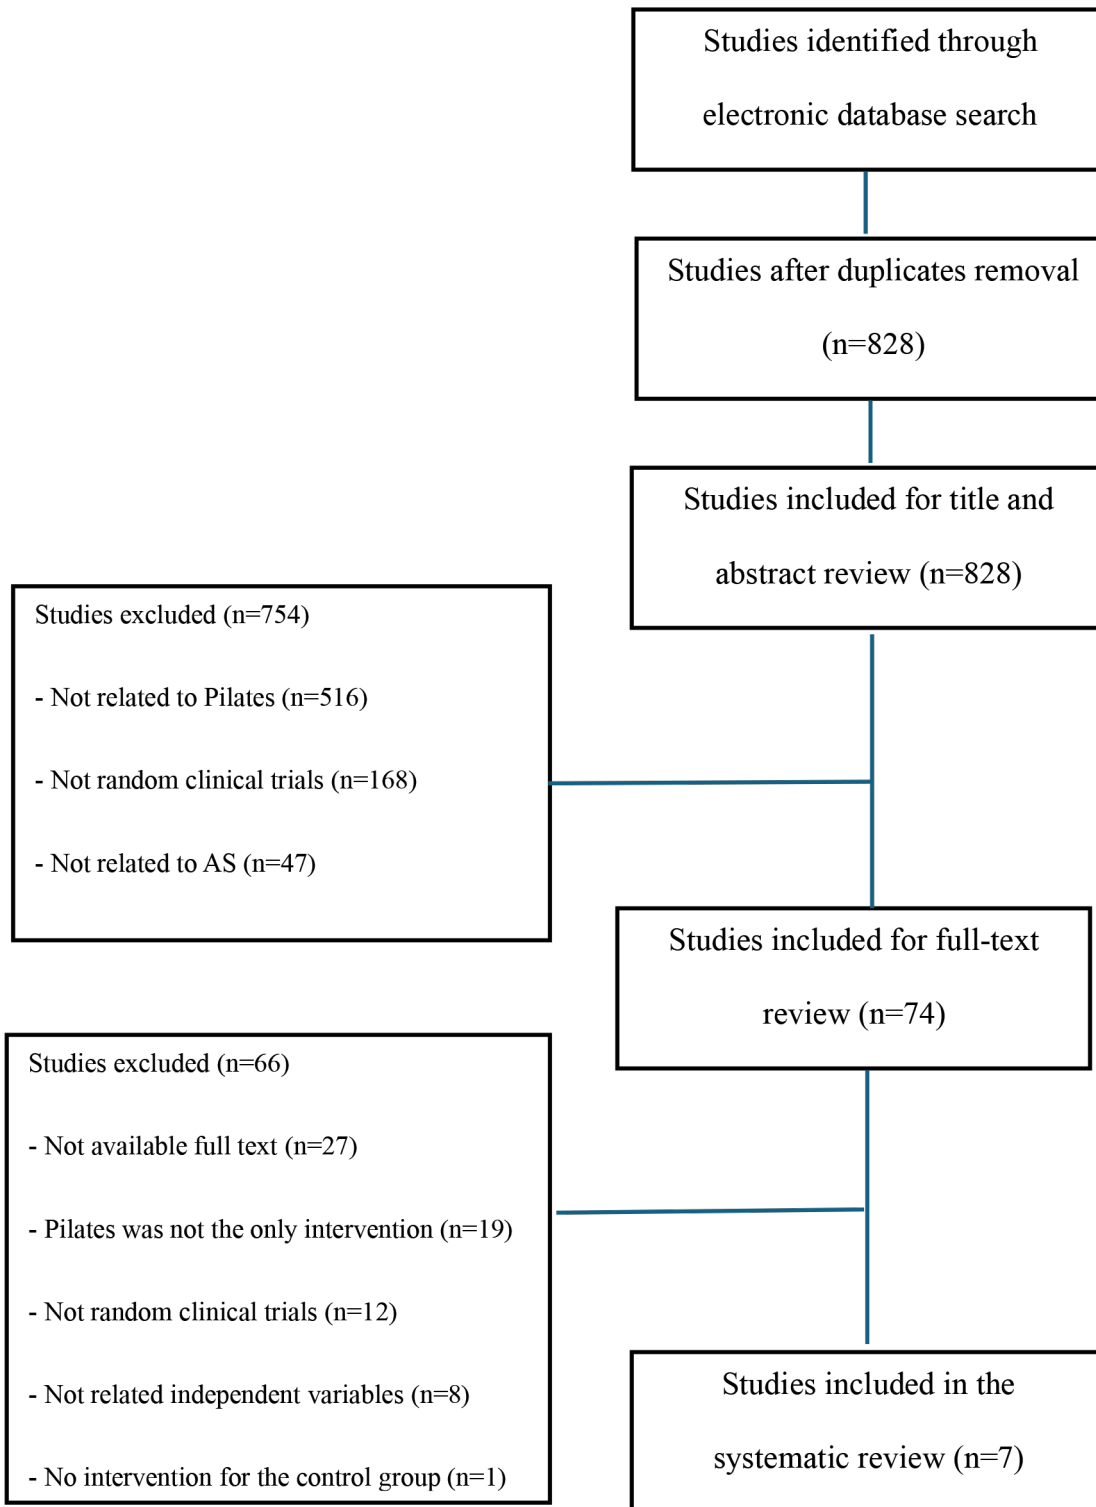 Studies identified through
electronic database search
Studies after duplicates removal
(n=828)
Studies included for title and
abstract review (n=828)
Studies excluded (n=754)
- Not related to Pilates (n=516)
- Not random clinical trials (n=168)
- Not related to AS (n=47)
Studies included for full-text
review (n=74)
Studies excluded (n=66)
- Not available full text (n=27)
- Pilates was not the only intervention (n=19)
- Not random clinical trials (n=12)
- Not related independent variables (n=8)
- No intervention for the control group (n=1)
Studies included in the
systematic review (n=7)